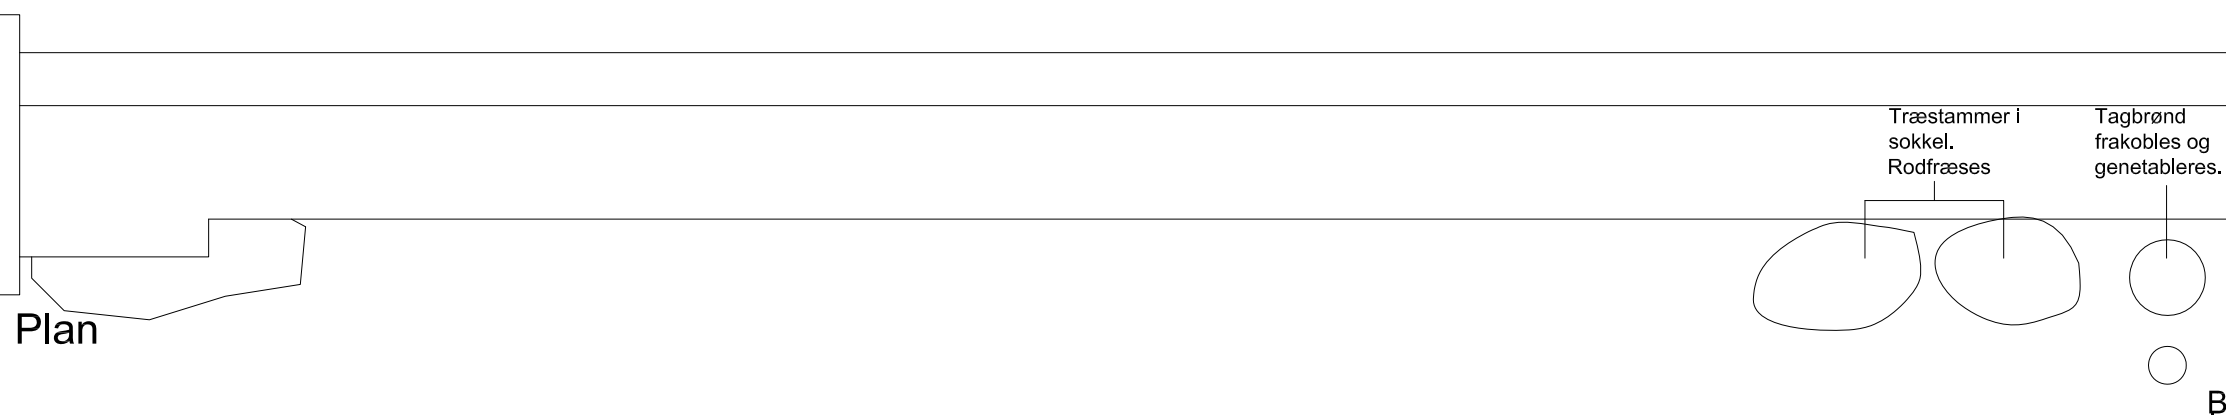 Træstammer i
sokkel.
Rodfræses
Tagbrønd
frakobles og
genetableres.
Plan
B